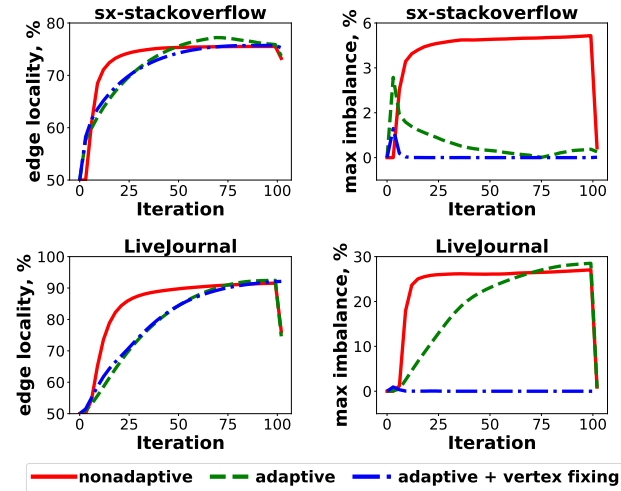 sx-stackoverflow
80
70
60
50
0 25 50 75 100
edge locality, %
Iteration
sx-stackoverflow
6
3
2
0
0 25 50 75 100
max imbalance, %
Iteration
LiveJournal
100
90
80
70
60
50
0 25 50 75 100
edge locality, %
Iteration
LiveJournal
30
20
10
0
0 25 50 75 100
max imbalance, %
Iteration
nonadaptive adaptive adaptive + vertex fixing